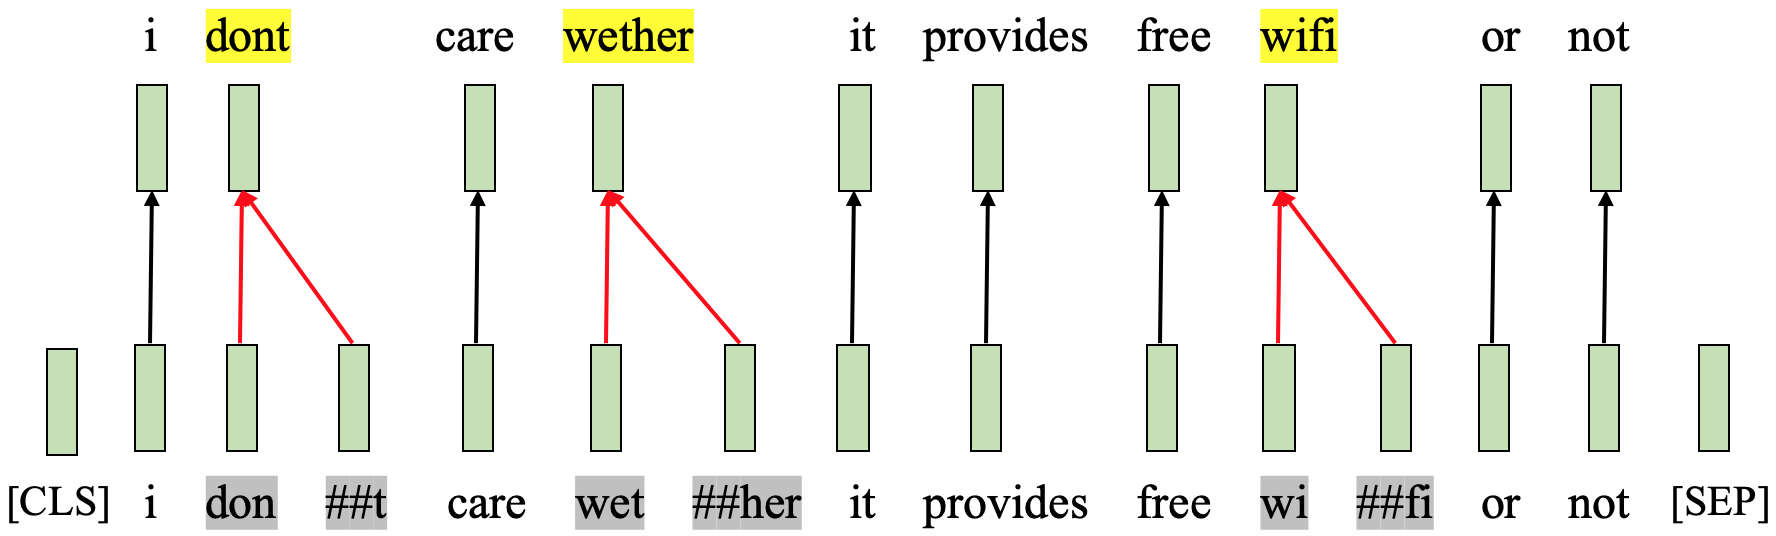 i dont care wether it provides free wifi or not
[CLS] i don ##t care wet ##her it provides free wi ##fi or not [SEP]